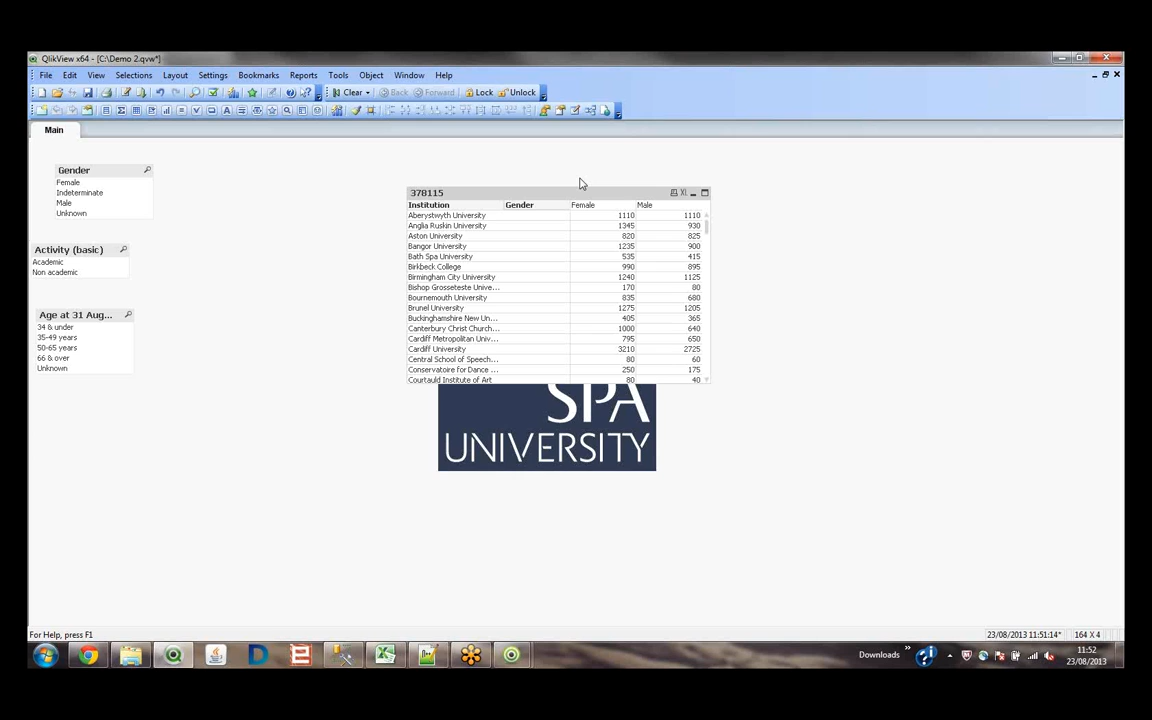 QlikView x64 - [C:\Demo 2.qvw*]
File Edit View Selections Layout Settings Bookmarks Reports Tools Object Window Help
Clear Back Forward Lock Unlock
Main
Gender
Female
Indeterminate
Male
Unknown
Activity (basic)
Academic
Non academic
Age at 31 Aug...
34 & under
35-49 years
50-65 years
66 & over
Unknown
378115 XL
Institution Gender Female Male
Aberystwyth University 1110 1110
Anglia Ruskin University 1345 930
Aston University 820 825
Bangor University 1235 900
Bath Spa University 535 415
Birkbeck College 990 895
Birmingham City University 1240 1125
Bishop Grosseteste Unive... 170 80
Bournemouth University 835 680
Brunel University 1275 1205
Buckinghamshire New Un... 405 365
Canterbury Christ Church... 1000 640
Cardiff Metropolitan Univ... 795 650
Cardiff University 3210 2725
Central School of Speech... 80 60
Conservatoire for Dance ... 250 175
Courtauld Institute of Art 80 40
SPA
UNIVERSITY
For Help, press F1
23/08/2013 11:51:14* 164 X 4
Downloads
11:52
23/08/2013